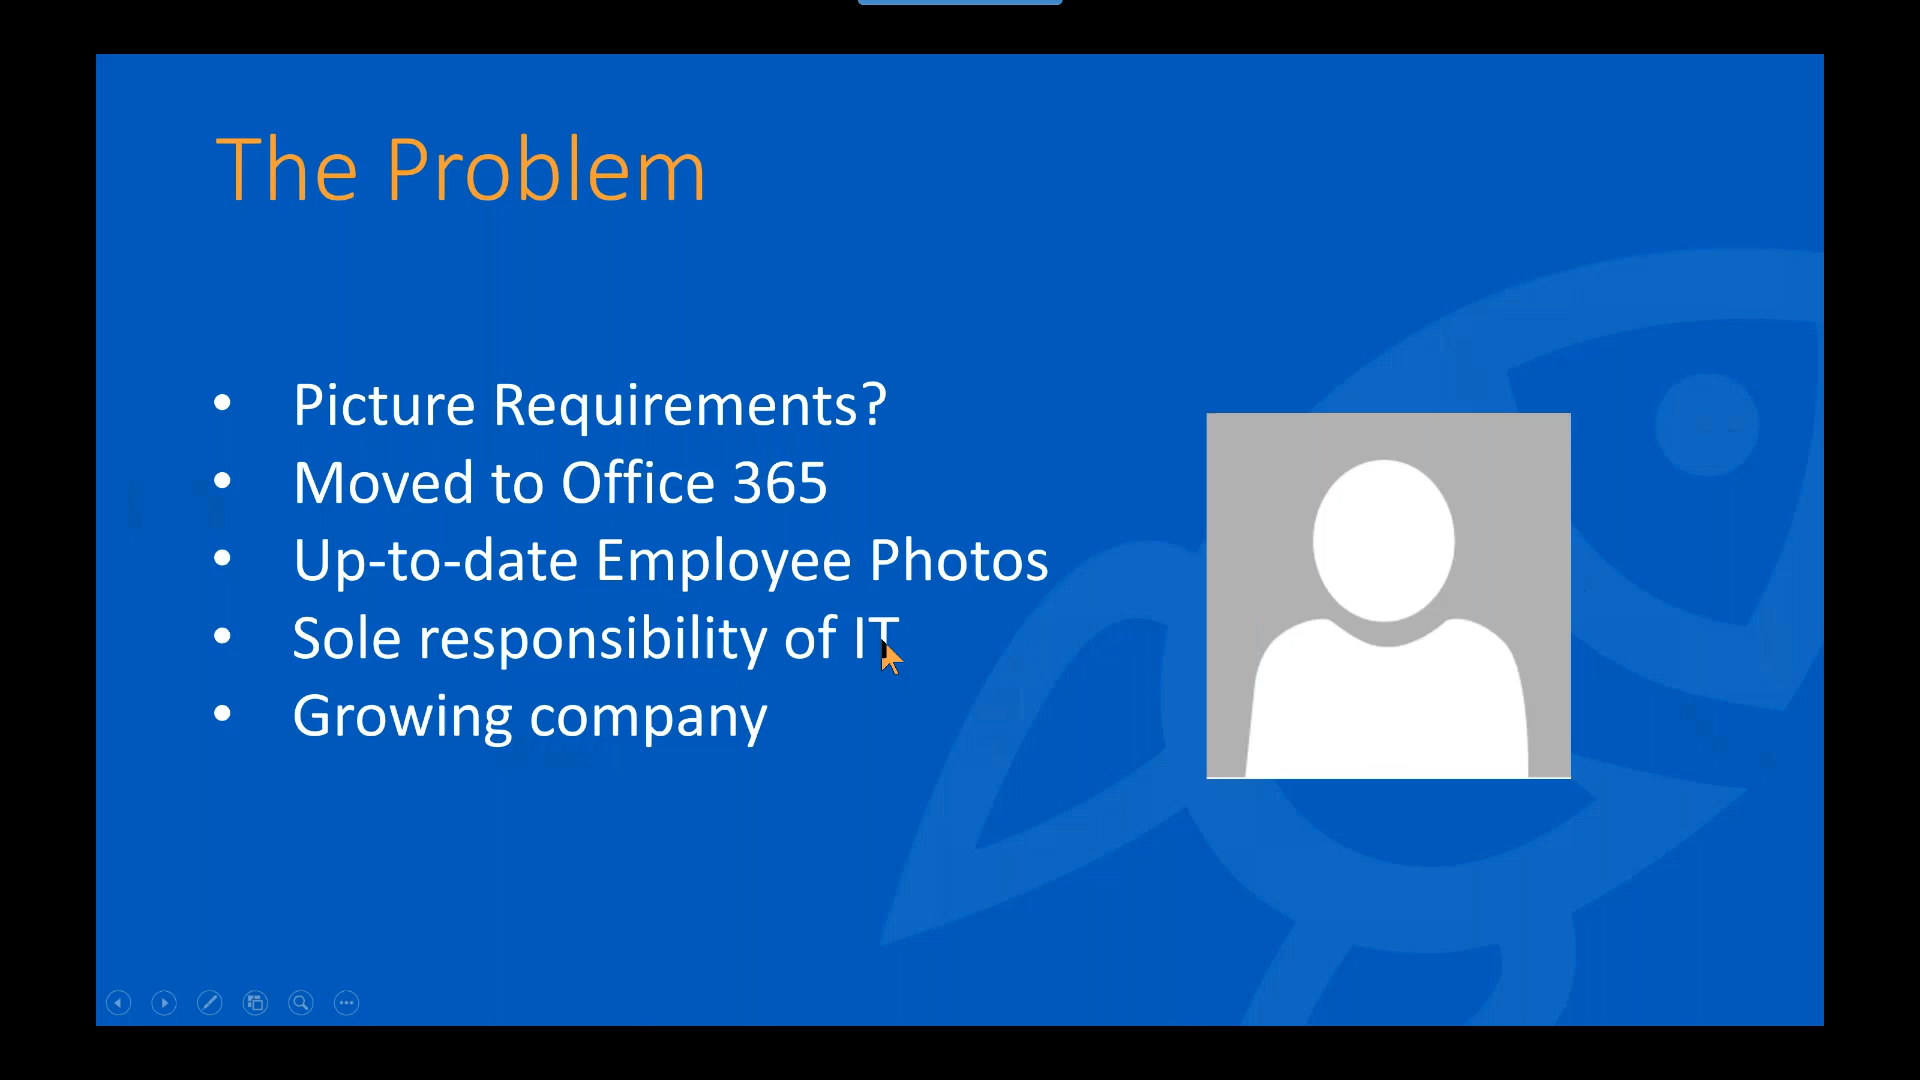 The Problem
• Picture Requirements?
• Moved to Office 365
• Up-to-date Employee Photos
• Sole responsibility of IT
• Growing company